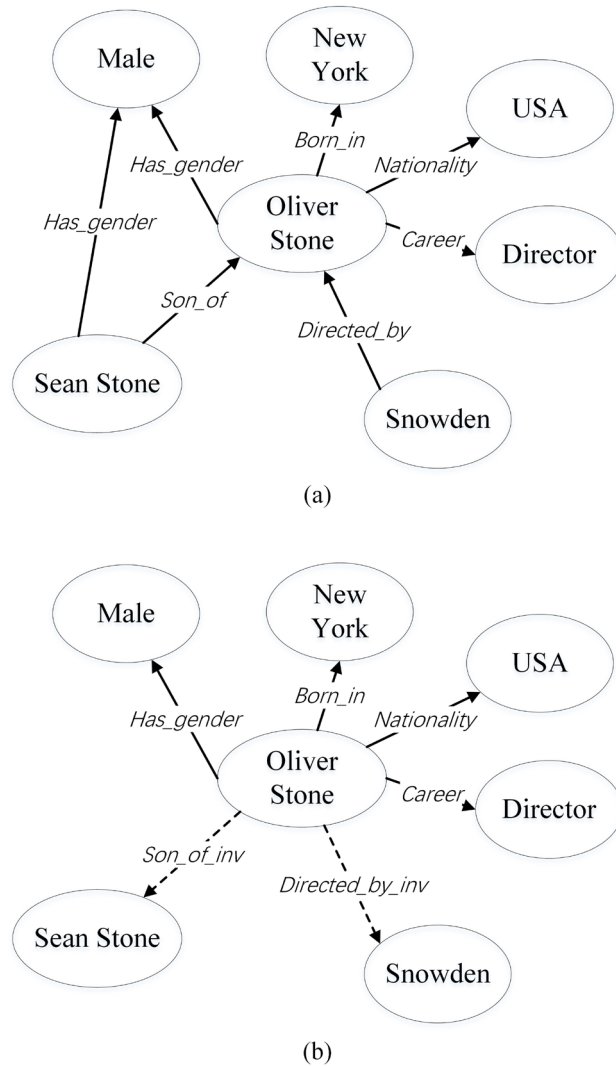 Male
New
York
USA
Born_in
Nationality
Has_gender
Oliver
Stone
Has_gender
Career
Director
Son_of
Directed_by
Sean Stone
Snowden
(a)
Male
New
York
USA
Born_in
Nationality
Has_gender
Oliver
Stone
Career
Director
Son_of_inv
Directed_by_inv
Sean Stone
Snowden
(b)